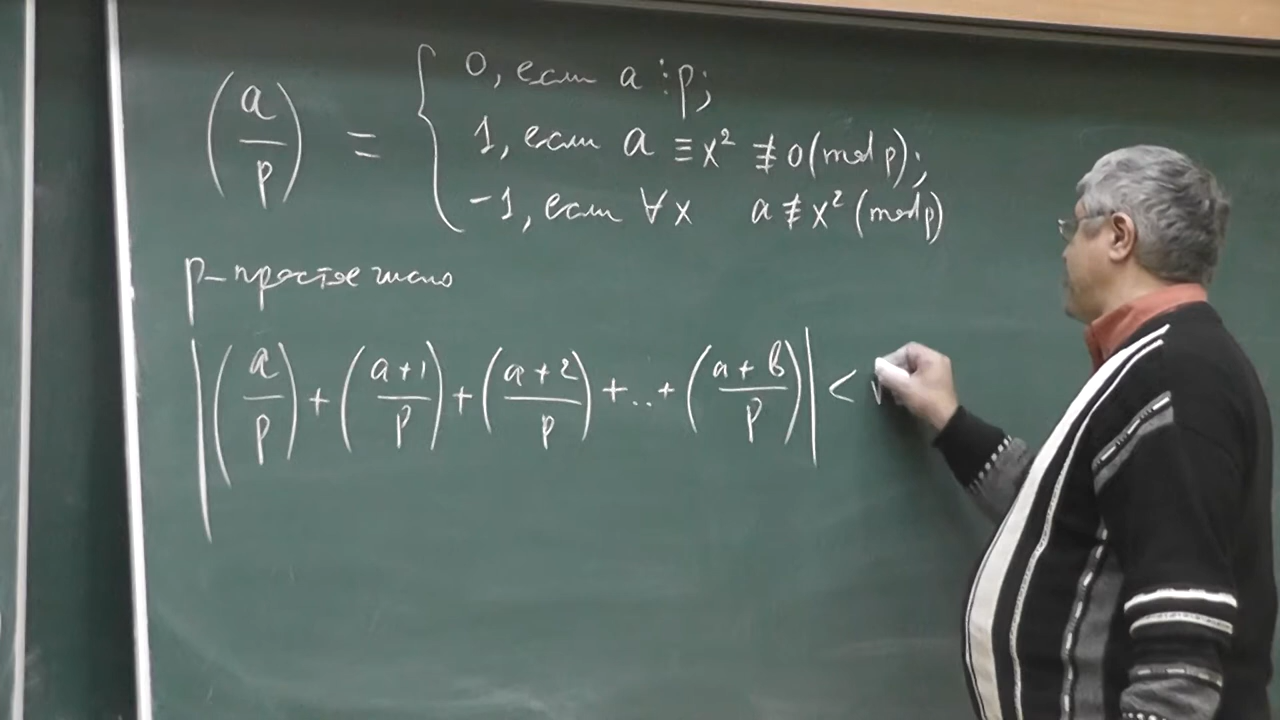 (a/p) = { 0, если a ⋮ p;
1, если a ≡ x² ≢ 0 (mod p);
-1, если ∀x a ≢ x² (mod p)
p - простое число
|(a/p) + (a+1/p) + (a+2/p) + ... + (a+b/p)| <